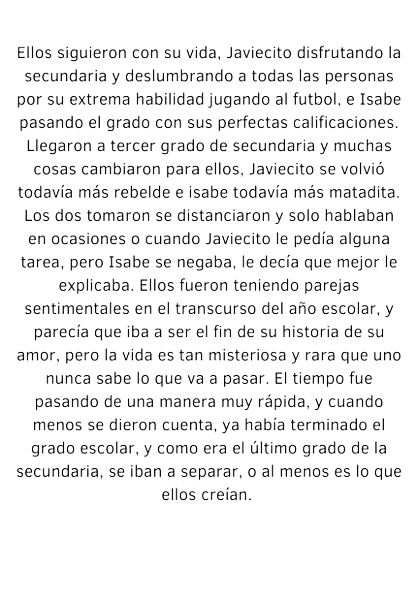 Ellos siguieron con su vida, Javiecito disfrutando la
secundaria y deslumbrando a todas las personas
por su extrema habilidad jugando al futbol, e Isabe
pasando el grado con sus perfectas calificaciones.
Llegaron a tercer grado de secundaria y muchas
cosas cambiaron para ellos, Javiecito se volvió
todavía más rebelde e isabe todavía más matadita.
Los dos tomaron se distanciaron y solo hablaban
en ocasiones o cuando Javiecito le pedía alguna
tarea, pero Isabe se negaba, le decía que mejor le
explicaba. Ellos fueron teniendo parejas
sentimentales en el transcurso del año escolar, y
parecía que iba a ser el fin de su historia de su
amor, pero la vida es tan misteriosa y rara que uno
nunca sabe lo que va a pasar. El tiempo fue
pasando de una manera muy rápida, y cuando
menos se dieron cuenta, ya había terminado el
grado escolar, y como era el último grado de la
secundaria, se iban a separar, o al menos es lo que
ellos creían.